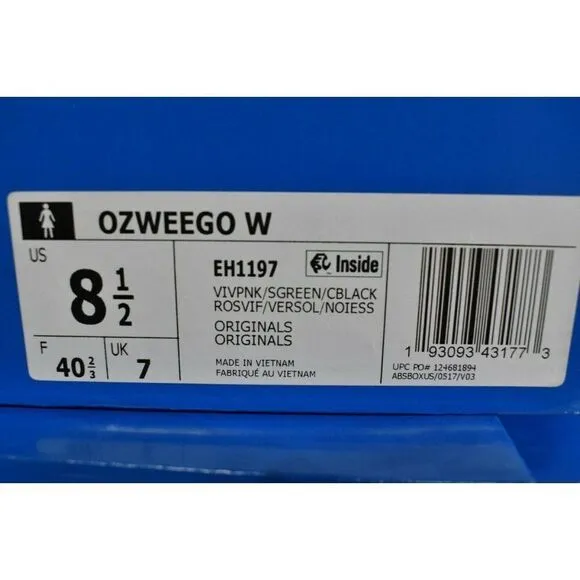 OZWEEGO W
US
8 1/2
F
40 2/3
UK
7
EH1197
Inside
VIVPNK/SGREEN/CBLACK
ROSVIF/VERSOL/NOIESS
ORIGINALS
ORIGINALS
MADE IN VIETNAM
FABRIQUÉ AU VIETNAM
1 93093 43177 3
UPC PO# 124681894
ABSBOXUS/0517/V03